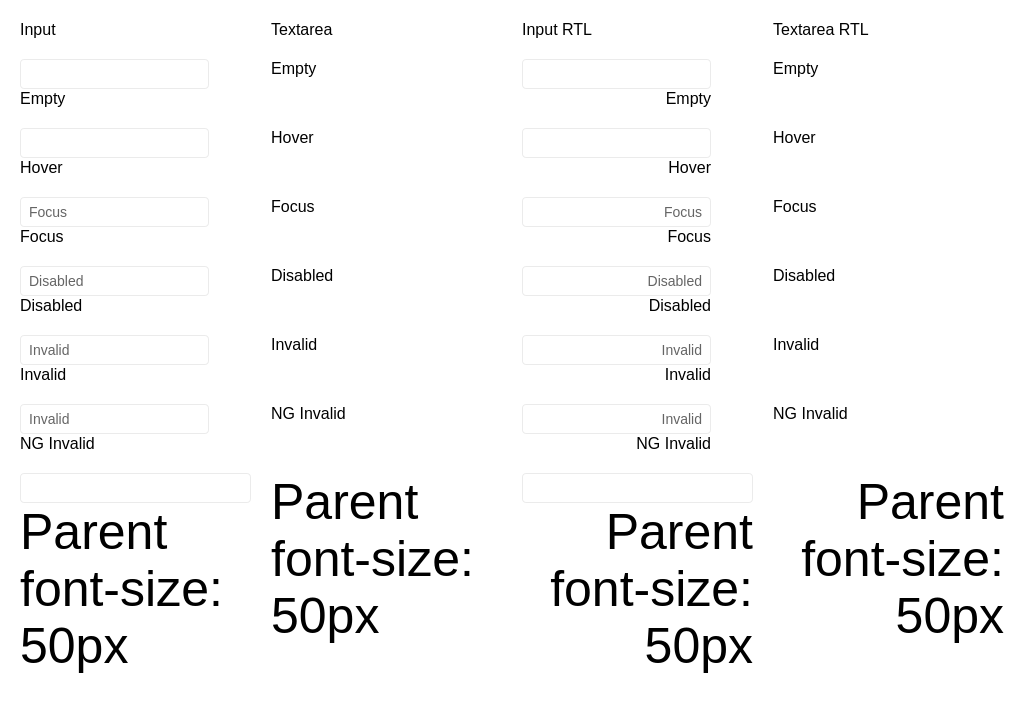 Input
Textarea
Input RTL
Textarea RTL
Empty
Empty
Empty
Empty
Hover
Hover
Hover
Hover
Focus
Focus
Focus
Focus
Focus
Focus
Disabled
Disabled
Disabled
Disabled
Disabled
Disabled
Invalid
Invalid
Invalid
Invalid
Invalid
Invalid
Invalid
NG Invalid
NG Invalid
Invalid
NG Invalid
NG Invalid
Parent
font-size:
50px
Parent
font-size:
50px
Parent
font-size:
50px
Parent
font-size:
50px